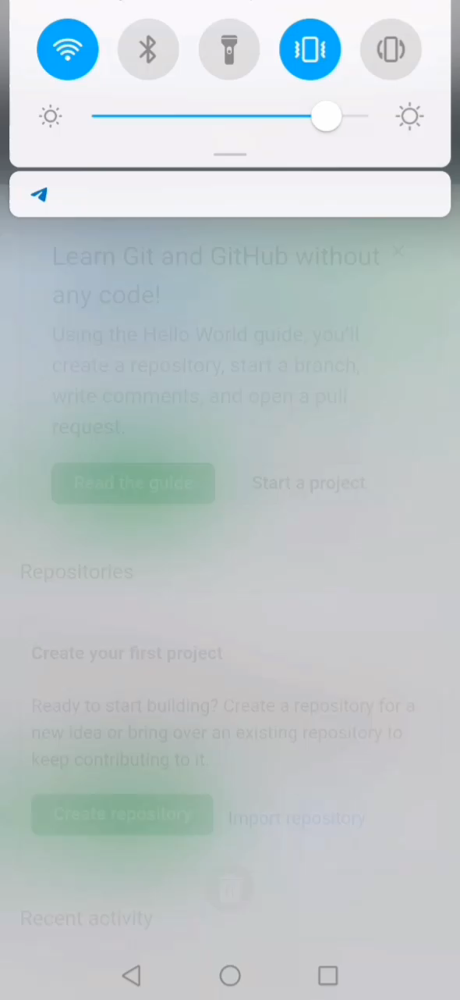 Learn Git and GitHub without
any code!
Using the Hello World guide, you'll
create a repository, start a branch,
write comments, and open a pull
request.
Read the guide
Start a project
Repositories
Create your first project
Ready to start building? Create a repository for a
new idea or bring over an existing repository to
keep contributing to it.
Create repository
Import repository
Recent activity